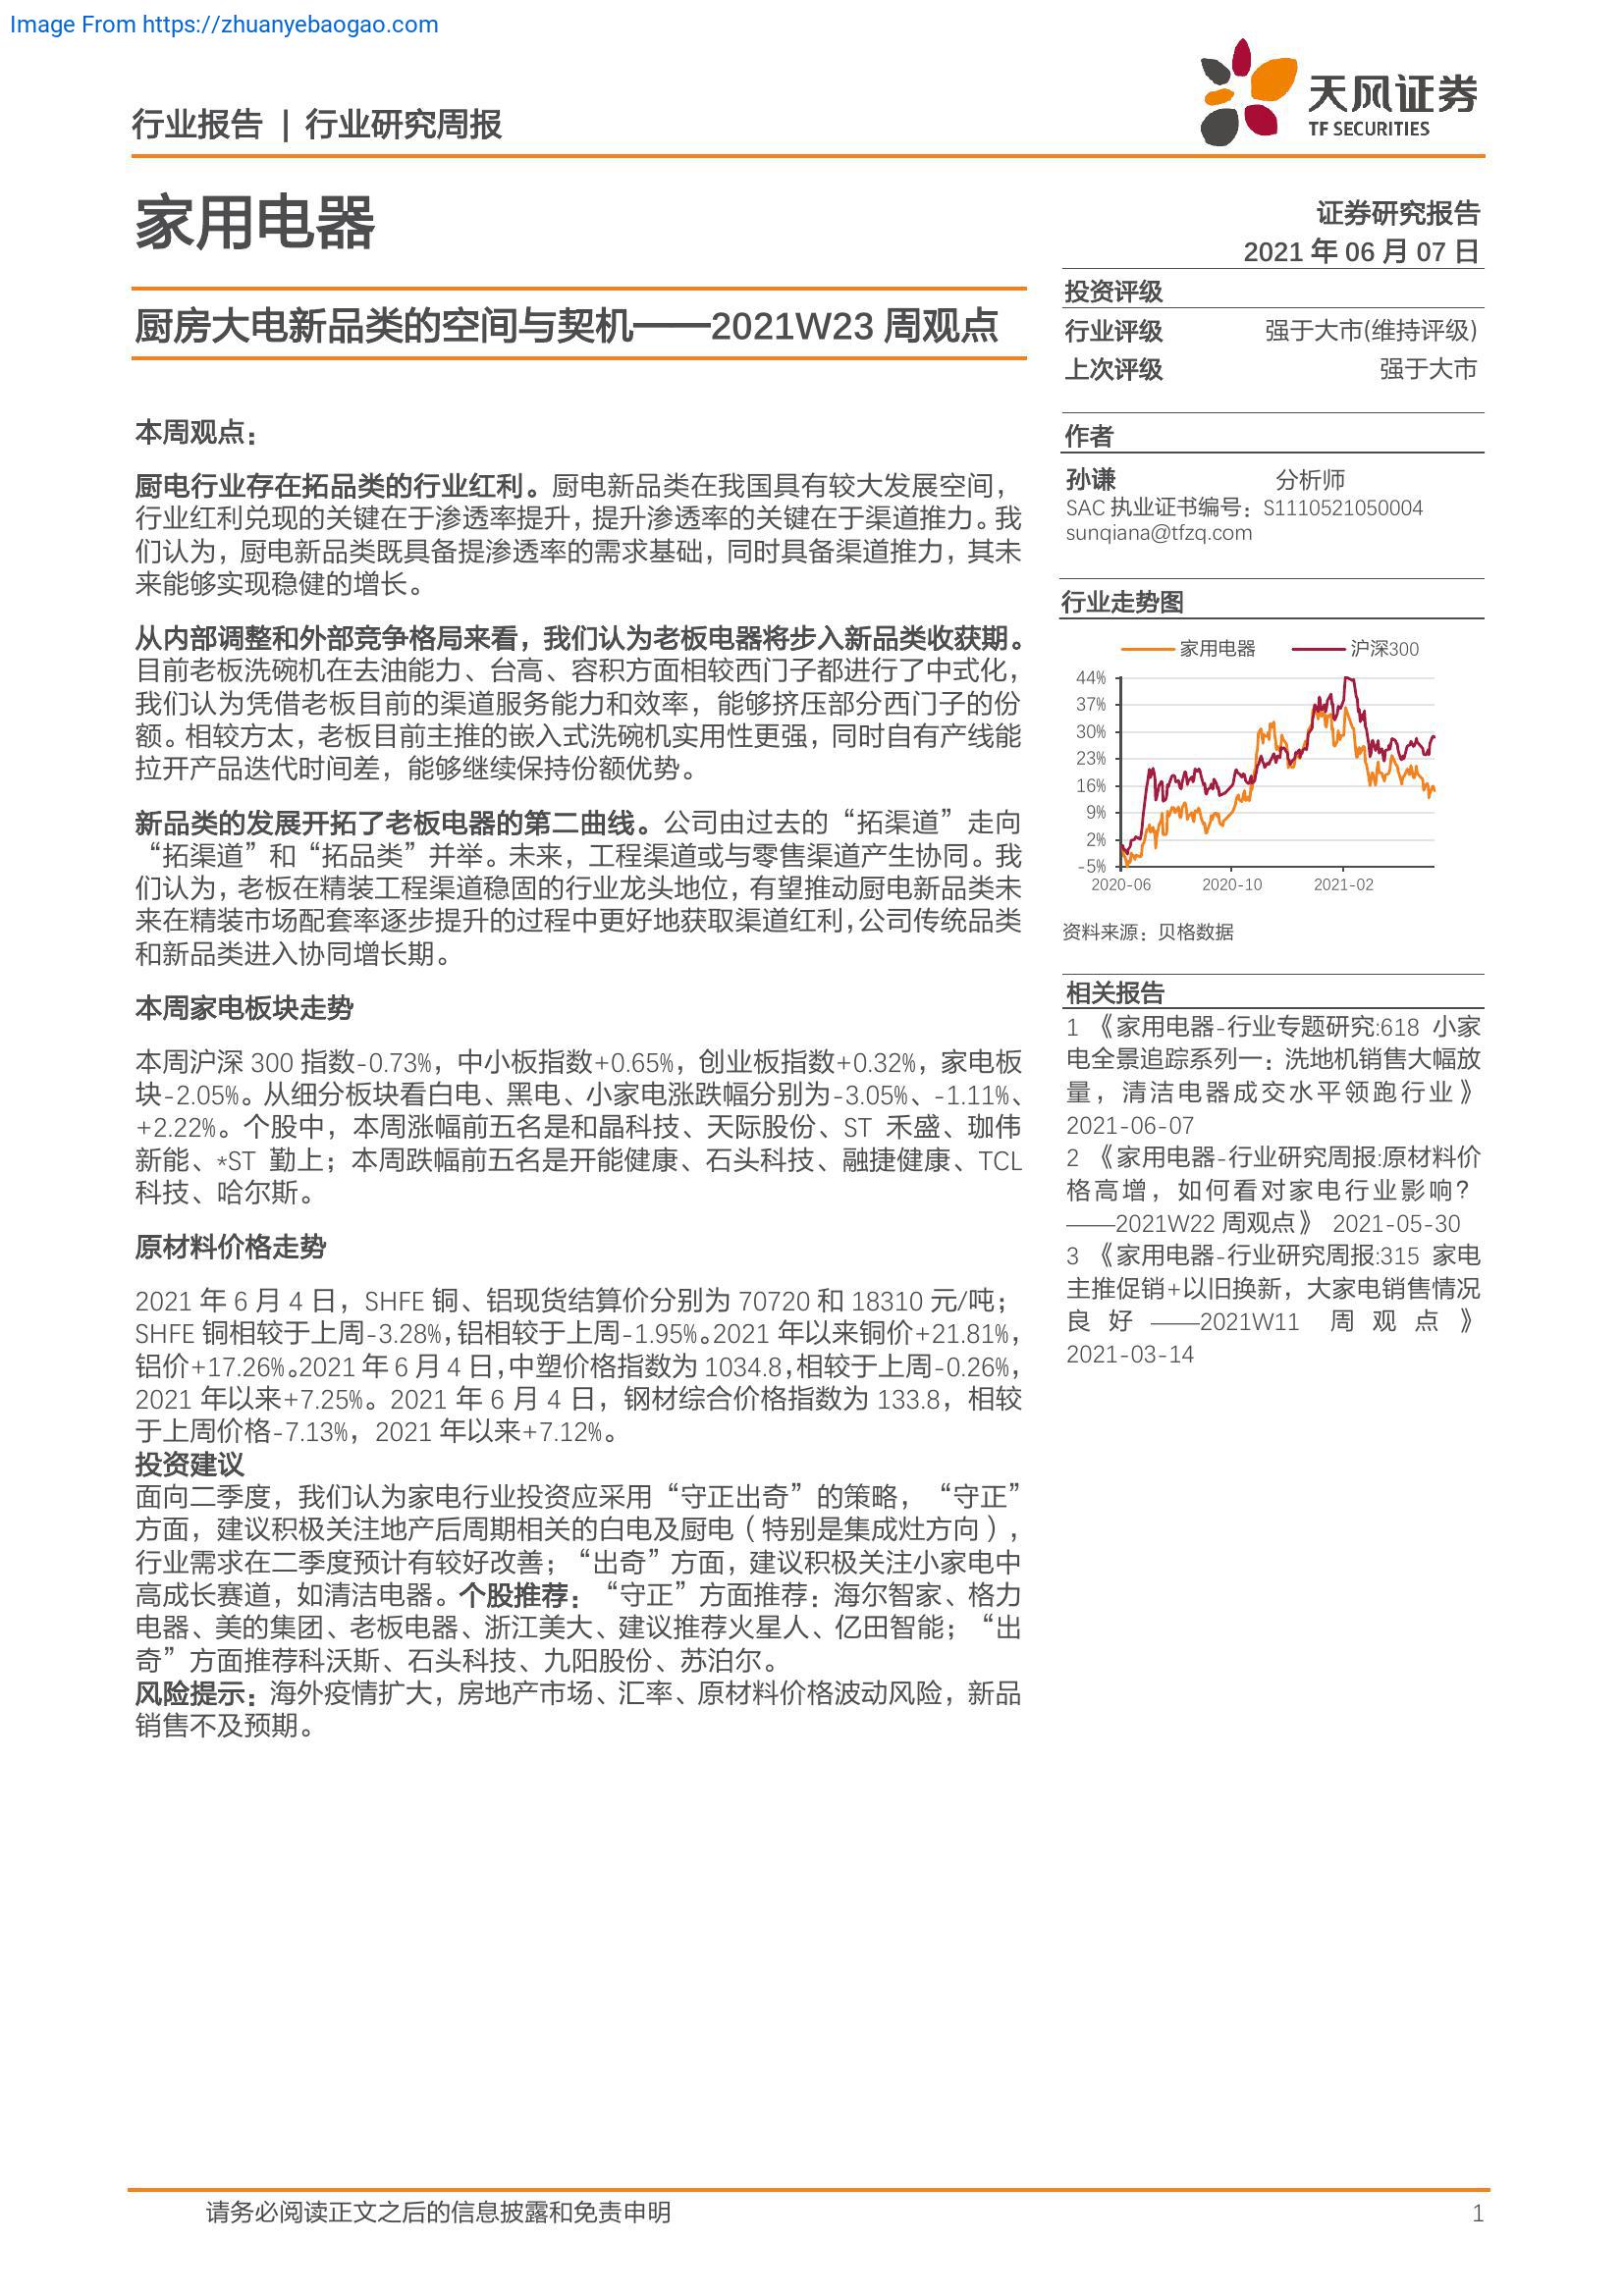 Image From https://zhuanyebaogao.com
行业报告 | 行业研究周报
天风证券
TF SECURITIES
家用电器
证券研究报告
2021 年 06 月 07 日
厨房大电新品类的空间与契机——2021W23 周观点
投资评级
行业评级 强于大市(维持评级)
上次评级 强于大市
作者
孙谦 分析师
SAC 执业证书编号：S1110521050004
sunqiana@tfzq.com
行业走势图
家用电器 沪深300
44%
37%
30%
23%
16%
9%
2%
-5%
2020-06 2020-10 2021-02
资料来源：贝格数据
相关报告
1 《家用电器-行业专题研究:618 小家
电全景追踪系列一：洗地机销售大幅放
量，清洁电器成交水平领跑行业》
2021-06-07
2 《家用电器-行业研究周报:原材料价
格高增，如何看对家电行业影响？
——2021W22 周观点》 2021-05-30
3 《家用电器-行业研究周报:315 家电
主推促销+以旧换新，大家电销售情况
良好——2021W11 周观点》
2021-03-14
本周观点：
厨电行业存在拓品类的行业红利。厨电新品类在我国具有较大发展空间，
行业红利兑现的关键在于渗透率提升，提升渗透率的关键在于渠道推力。我
们认为，厨电新品类既具备提渗透率的需求基础，同时具备渠道推力，其未
来能够实现稳健的增长。
从内部调整和外部竞争格局来看，我们认为老板电器将步入新品类收获期。
目前老板洗碗机在去油能力、台高、容积方面相较西门子都进行了中式化，
我们认为凭借老板目前的渠道服务能力和效率，能够挤压部分西门子的份
额。相较方太，老板目前主推的嵌入式洗碗机实用性更强，同时自有产线能
拉开产品迭代时间差，能够继续保持份额优势。
新品类的发展开拓了老板电器的第二曲线。公司由过去的“拓渠道”走向
“拓渠道”和“拓品类”并举。未来，工程渠道或与零售渠道产生协同。我
们认为，老板在精装工程渠道稳固的行业龙头地位，有望推动厨电新品类未
来在精装市场配套率逐步提升的过程中更好地获取渠道红利，公司传统品类
和新品类进入协同增长期。
本周家电板块走势
本周沪深 300 指数-0.73%，中小板指数+0.65%，创业板指数+0.32%，家电板
块-2.05%。从细分板块看白电、黑电、小家电涨跌幅分别为-3.05%、-1.11%、
+2.22%。个股中，本周涨幅前五名是和晶科技、天际股份、ST 禾盛、珈伟
新能、*ST 勤上；本周跌幅前五名是开能健康、石头科技、融捷健康、TCL
科技、哈尔斯。
原材料价格走势
2021 年 6 月 4 日，SHFE 铜、铝现货结算价分别为 70720 和 18310 元/吨；
SHFE 铜相较于上周-3.28%，铝相较于上周-1.95%。2021 年以来铜价+21.81%，
铝价+17.26%。2021 年 6 月 4 日，中塑价格指数为 1034.8，相较于上周-0.26%，
2021 年以来+7.25%。2021 年 6 月 4 日，钢材综合价格指数为 133.8，相较
于上周价格-7.13%，2021 年以来+7.12%。
投资建议
面向二季度，我们认为家电行业投资应采用“守正出奇”的策略，“守正”
方面，建议积极关注地产后周期相关的白电及厨电（特别是集成灶方向），
行业需求在二季度预计有较好改善；“出奇”方面，建议积极关注小家电中
高成长赛道，如清洁电器。个股推荐：“守正”方面推荐：海尔智家、格力
电器、美的集团、老板电器、浙江美大、建议推荐火星人、亿田智能；“出
奇”方面推荐科沃斯、石头科技、九阳股份、苏泊尔。
风险提示：海外疫情扩大，房地产市场、汇率、原材料价格波动风险，新品
销售不及预期。
请务必阅读正文之后的信息披露和免责申明 1